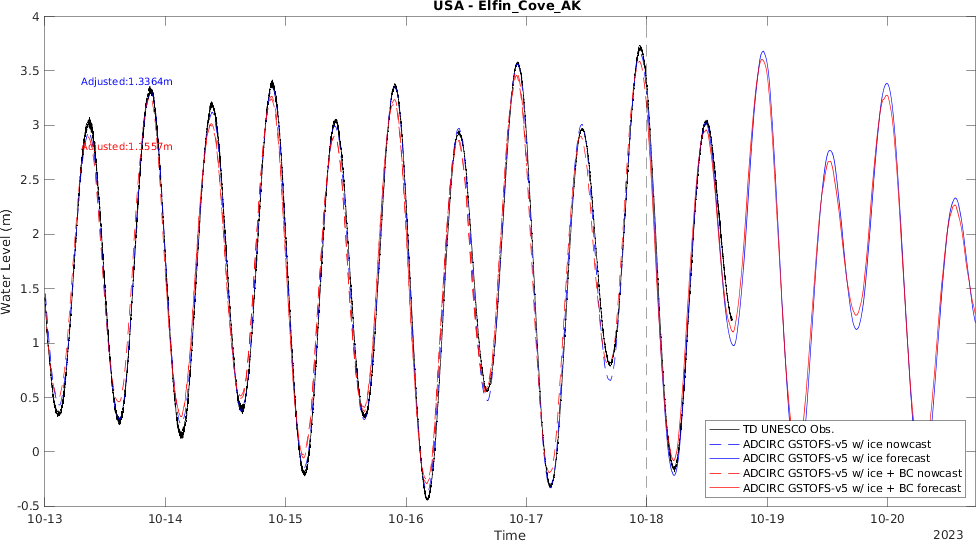 USA - Elfin_Cove_AK
4
3.5
3
2.5
2
1.5
1
0.5
0
-0.5
Water Level (m)
Adjusted:1.3364m
Adjusted:1.1557m
TD UNESCO Obs.
ADCIRC GSTOFS-v5 w/ ice nowcast
ADCIRC GSTOFS-v5 w/ ice forecast
ADCIRC GSTOFS-v5 w/ ice + BC nowcast
ADCIRC GSTOFS-v5 w/ ice + BC forecast
10-13 10-14 10-15 10-16 10-17 10-18 10-19 10-20
Time
2023